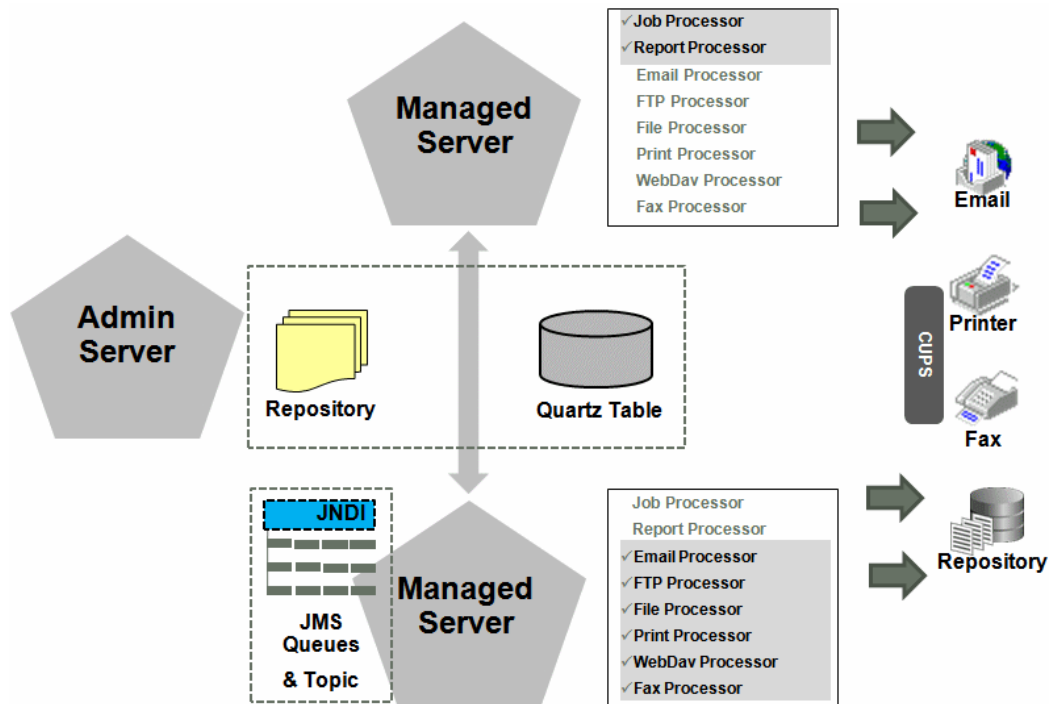 Job Processor
Report Processor
Email Processor
FTP Processor
File Processor
Print Processor
WebDav Processor
Fax Processor
Managed
Server
Email
Admin
Server
Repository
Quartz Table
CUPS
Printer
Fax
JNDI
JMS
Queues
& Topic
Managed
Server
Job Processor
Report Processor
Email Processor
FTP Processor
File Processor
Print Processor
WebDav Processor
Fax Processor
Repository